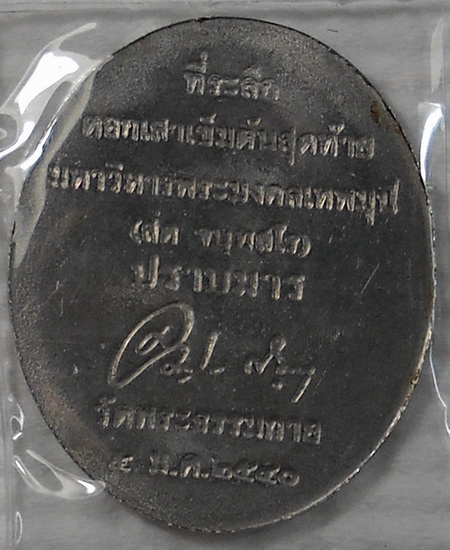 ที่ระลึก
ตอกเสาเข็มต้นสุดท้าย
มหาวิหารพระมงคลเทพมุนี
(สด จนฺทสโร)
ปราบมาร
วัดพระธรรมกาย
๔ ม.ค.๒๕๔๐